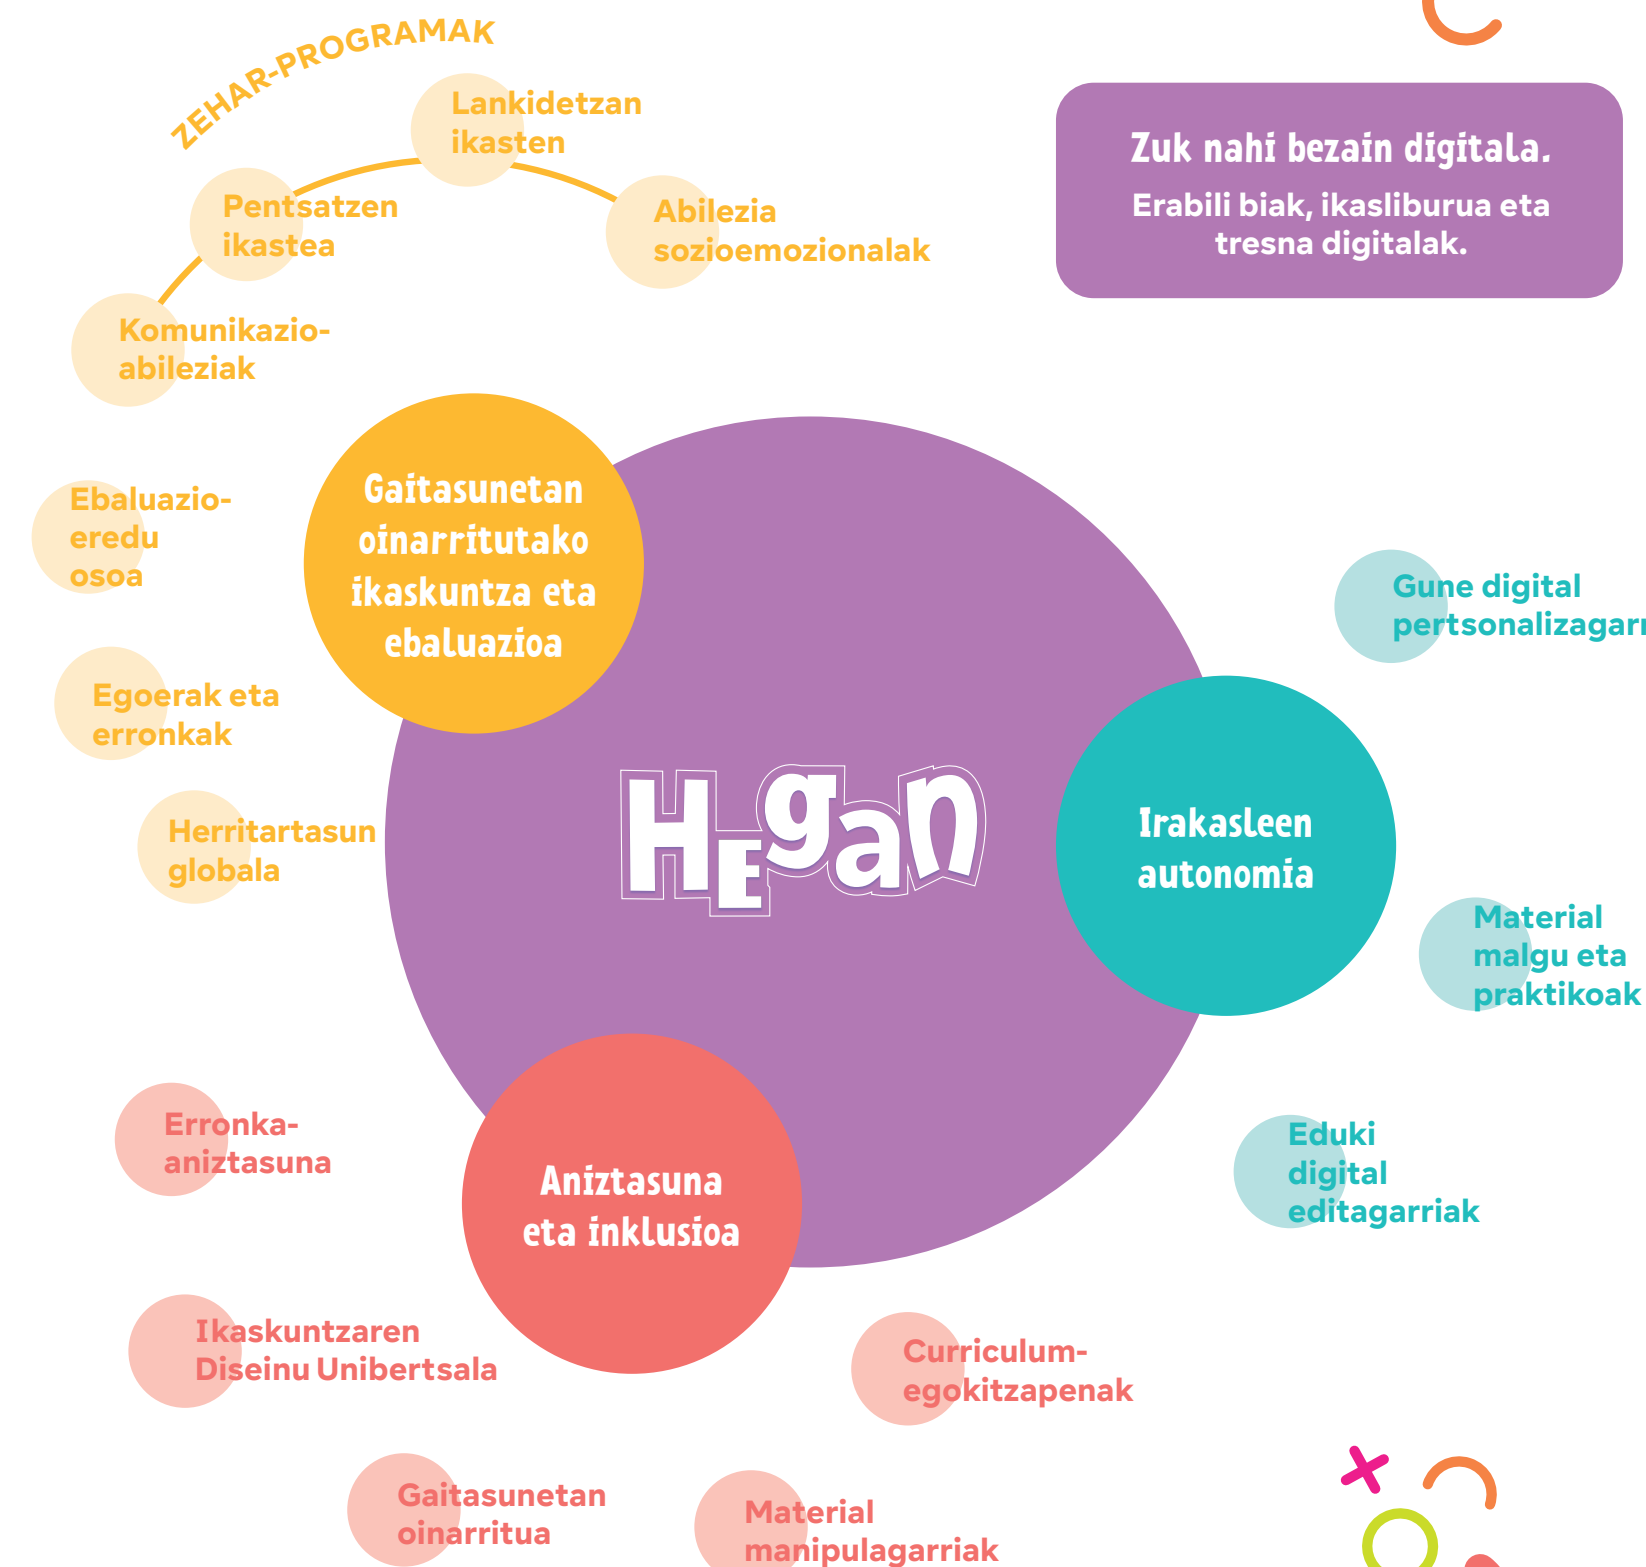 ZEHAR-PROGRAMAK
Lankidetzan
ikasten
Pentsatzen
ikastea
Abilezia
sozioemozionalak
Komunikazio-
abileziak
Zuk nahi bezain digitala.
Erabili biak, ikasliburua eta
tresna digitalak.
Gaitasunetan
oinarritutako
ikaskuntza eta
ebaluazioa
Ebaluazio-
eredu
osoa
Egoerak eta
erronkak
Herritartasun
globala
HEgan
Gune digital
Irakasleen
autonomia
Material
malgu eta
praktikoak
Eduki
digital
editagarriak
Erronka-
aniztasuna
Aniztasuna
eta inklusioa
Ikaskuntzaren
Diseinu Unibertsala
Curriculum-
egokitzapenak
Gaitasunetan
oinarritua
Material
manipulagarriak